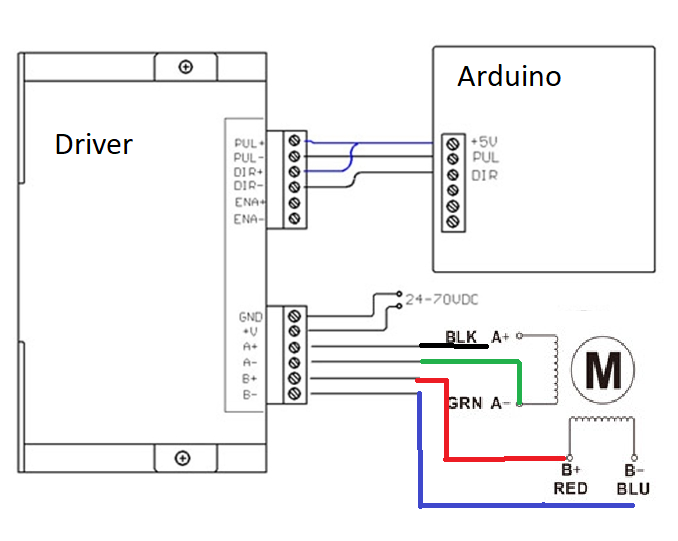 Arduino
Driver
PUL+
PUL-
DIR+
DIR-
ENA+
ENA-
+5V
PUL
DIR
24-70VDC
GND
+V
A+
A-
B+
B-
BLK A+
M
GRN A-
B+ B-
RED BLU